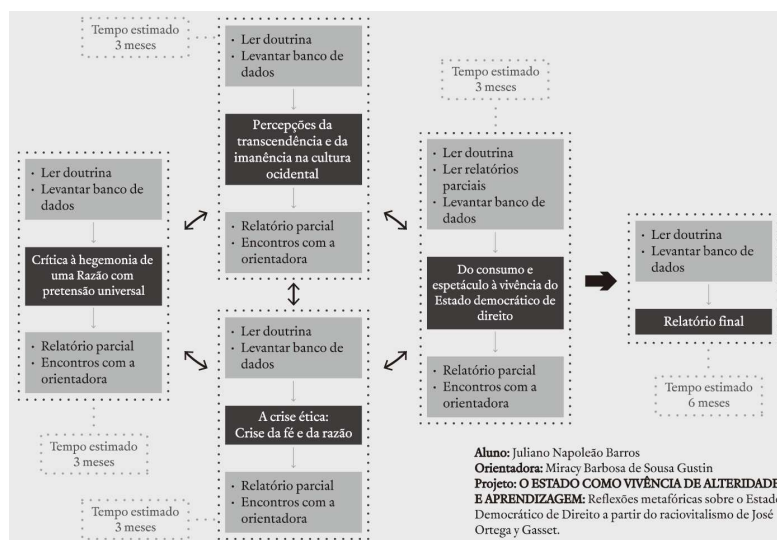 Tempo estimado
3 meses
· Ler doutrina
· Levantar banco de
dados
Percepções da
transcendência e da
imanência na cultura
ocidental
· Relatório parcial
· Encontros com a
orientadora
· Ler doutrina
· Levantar banco de
dados
Crítica à hegemonia de
uma Razão com
pretensão universal
· Relatório parcial
· Encontros com a
orientadora
Tempo estimado
3 meses
· Ler doutrina
· Levantar banco de
dados
A crise ética:
Crise da fé e da razão
· Relatório parcial
· Encontros com a
orientadora
Tempo estimado
3 meses
Tempo estimado
3 meses
· Ler doutrina
· Ler relatórios
parciais
· Levantar banco de
dados
Do consumo e
espetáculo à vivência do
Estado democrático de
direito
· Relatório parcial
· Encontros com a
orientadora
· Ler doutrina
· Levantar banco de
dados
Relatório final
Tempo estimado
6 meses
Aluno: Juliano Napoleão Barros
Orientadora: Miracy Barbosa de Sousa Gustin
Projeto: O ESTADO COMO VIVÊNCIA DE ALTERIDADE
E APRENDIZAGEM: Reflexões metafóricas sobre o Estado
Democrático de Direito a partir do raciovitalismo de José
Ortega y Gasset.